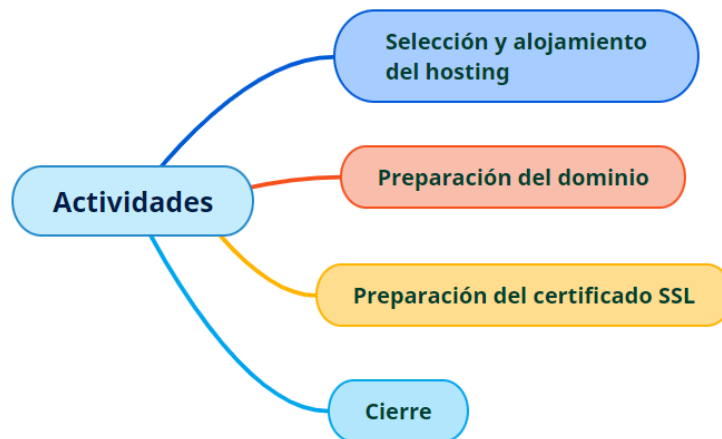 Selección y alojamiento
del hosting
Preparación del dominio
Actividades
Preparación del certificado SSL
Cierre